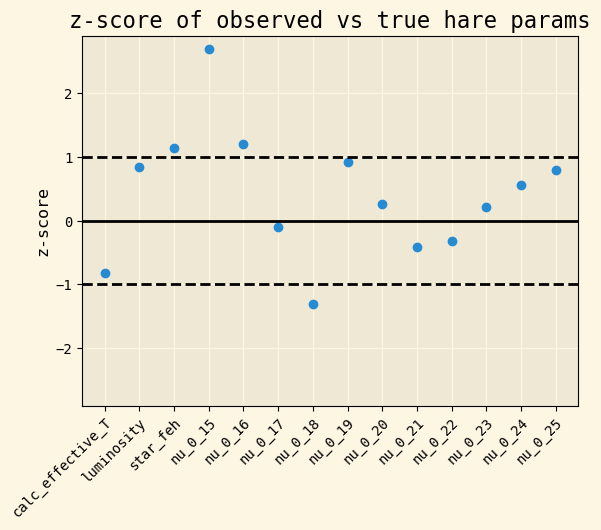 z-score of observed vs true hare params
z-score
2
1
0
−1
−2
calc_effective_T
luminosity
star_feh
nu_0_15
nu_0_16
nu_0_17
nu_0_18
nu_0_19
nu_0_20
nu_0_21
nu_0_22
nu_0_23
nu_0_24
nu_0_25